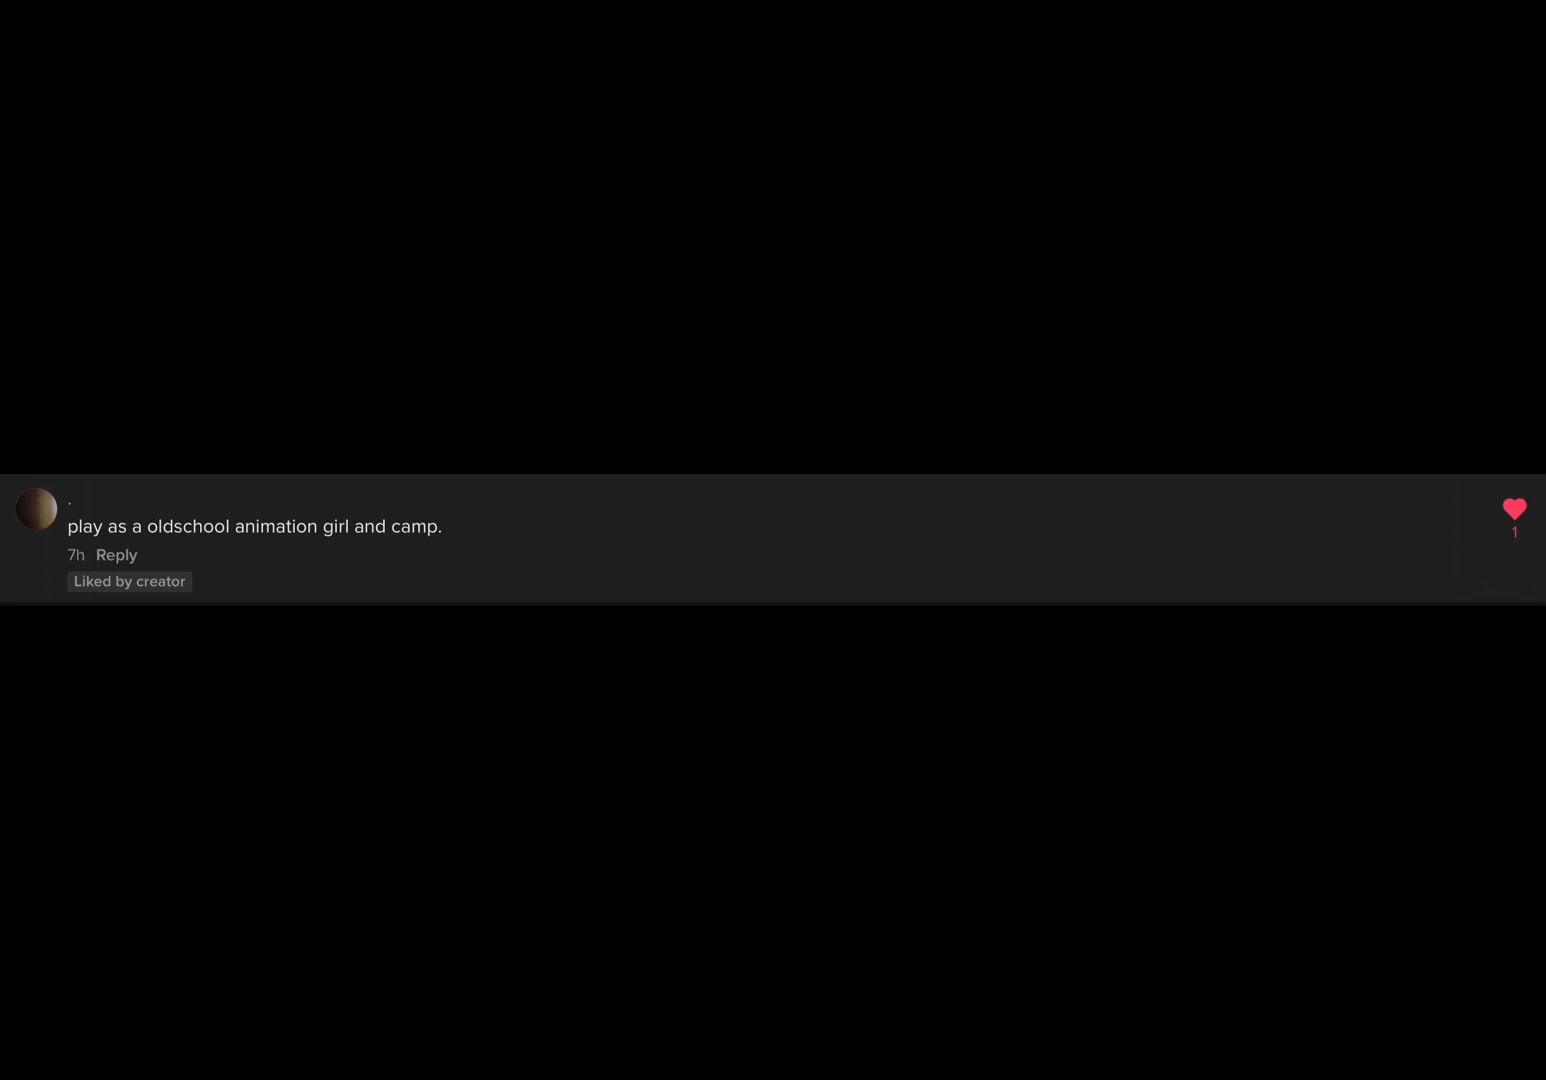 .
play as a oldschool animation girl and camp.
7h Reply
1
Liked by creator